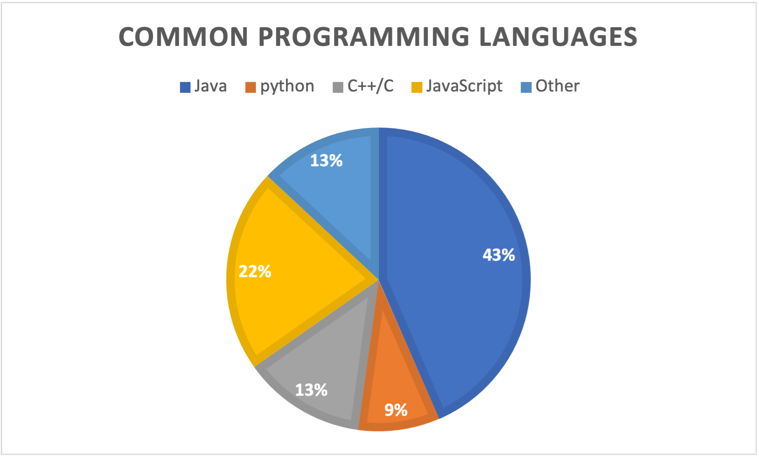 COMMON PROGRAMMING LANGUAGES
Java python C++/C JavaScript Other
13%
43%
22%
13%
9%